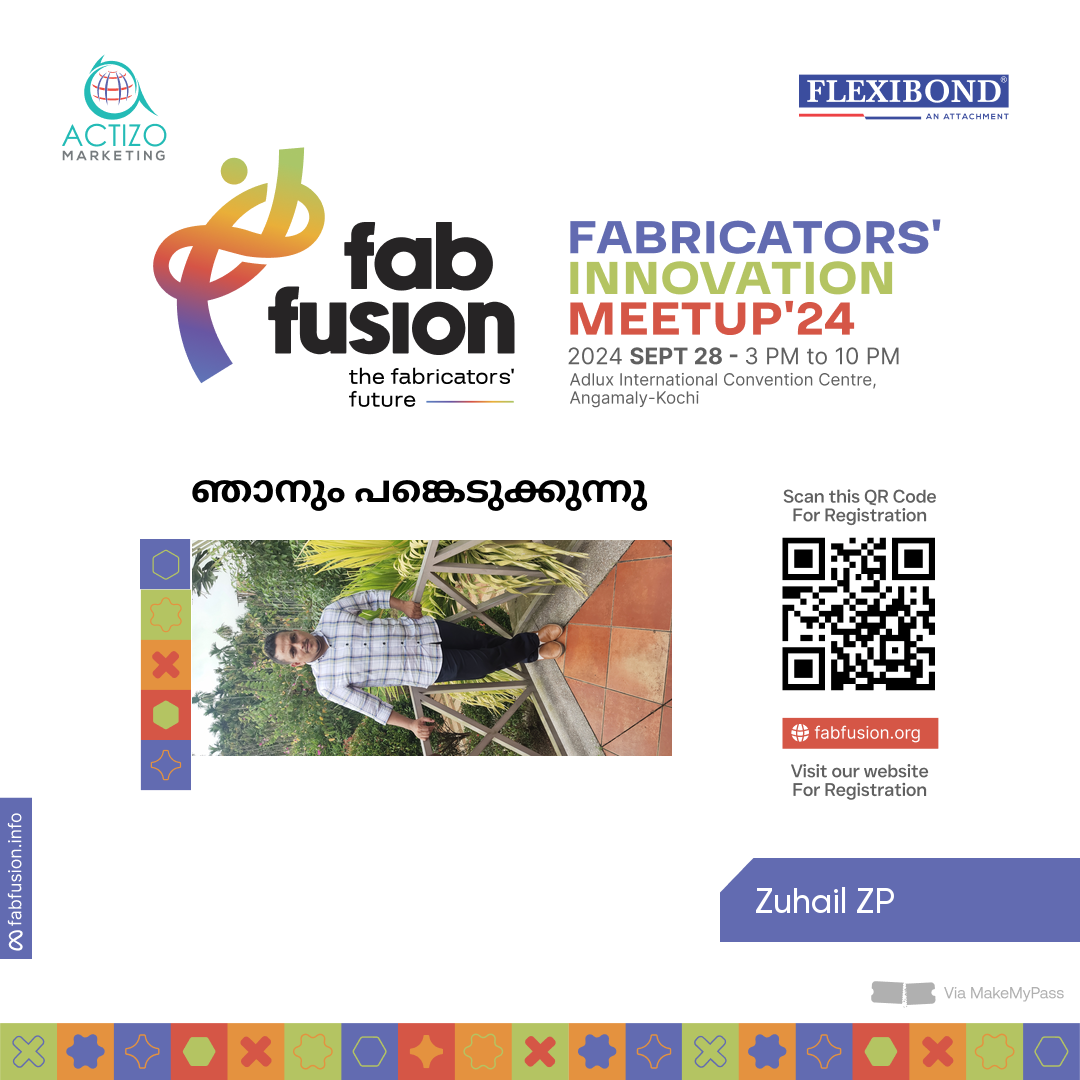 ACTIZO
MARKETING
FLEXIBOND®
AN ATTACHMENT
fab
fusion
the fabricators'
future
FABRICATORS'
INNOVATION
MEETUP'24
2024 SEPT 28 - 3 PM to 10 PM
Adlux International Convention Centre,
Angamaly-Kochi
ഞാനും പങ്കെടുക്കുന്നു
Scan this QR Code
For Registration
fabfusion.org
Visit our website
For Registration
fabfusion.info
Zuhail ZP
Via MakeMyPass